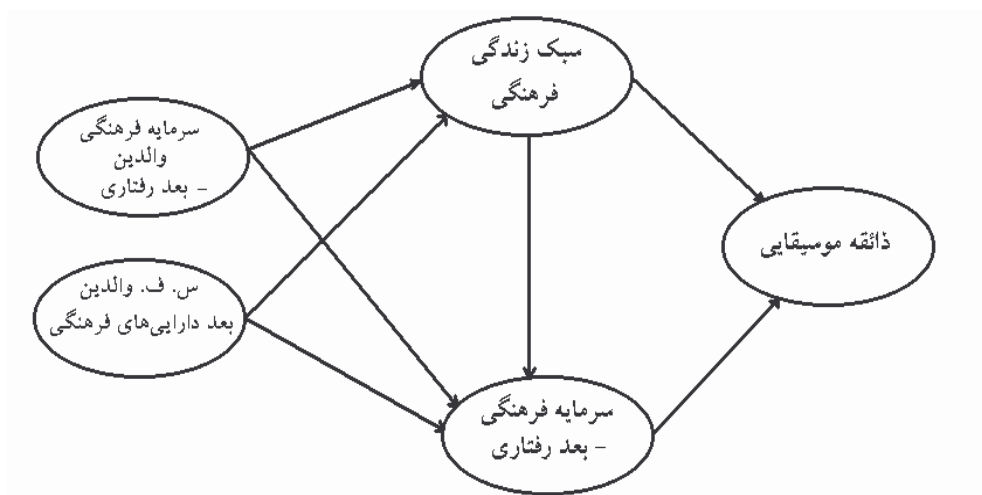 سبک زندگی
فرهنگی
سرمایه فرهنگی
والدین
- بعد رفتاری
ذائقه موسیقایی
س. ف. والدین
بعد دارایی‌های فرهنگی
سرمایه فرهنگی
- بعد رفتاری